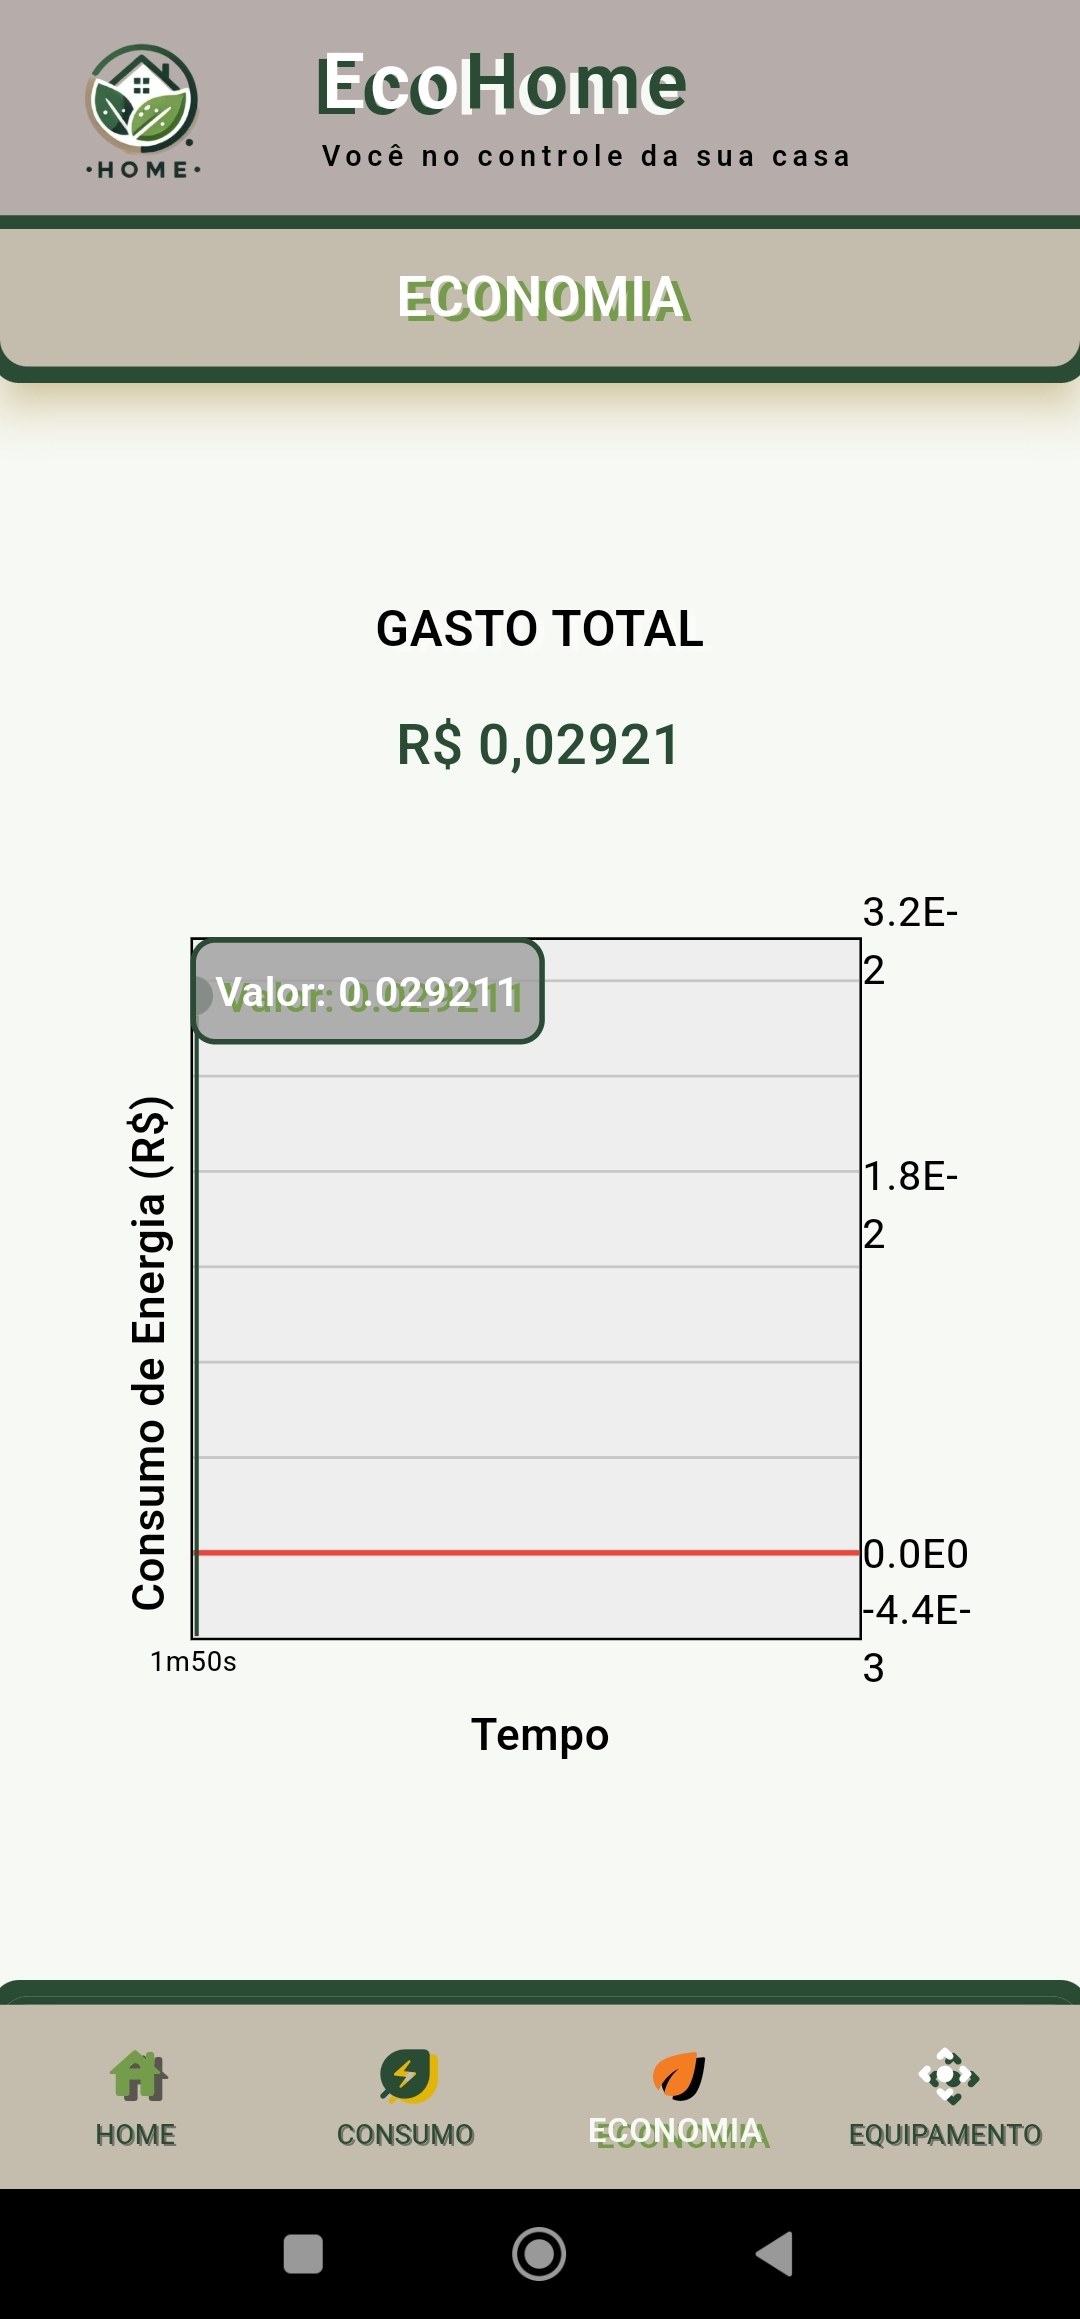 EcoHome
Você no controle da sua casa
·HOME·
ECONOMIA
GASTO TOTAL
R$ 0,02921
3.2E-
2
Valor: 0.029211
1.8E-
2
Consumo de Energia (R$)
0.0E0
-4.4E-
3
1m50s
Tempo
HOME
CONSUMO
ECONOMIA
EQUIPAMENTO